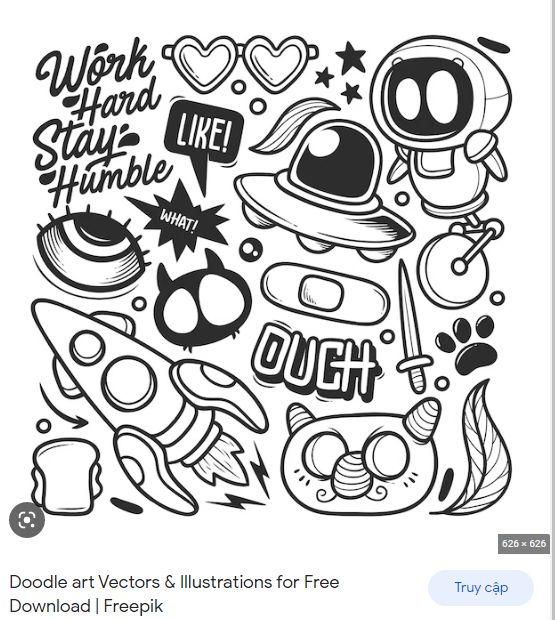 Work
Hard
Stay
Humble
LIKE!
WHAT!
OUCH
626 × 626
Doodle art Vectors & Illustrations for Free
Download | Freepik
Truy cập